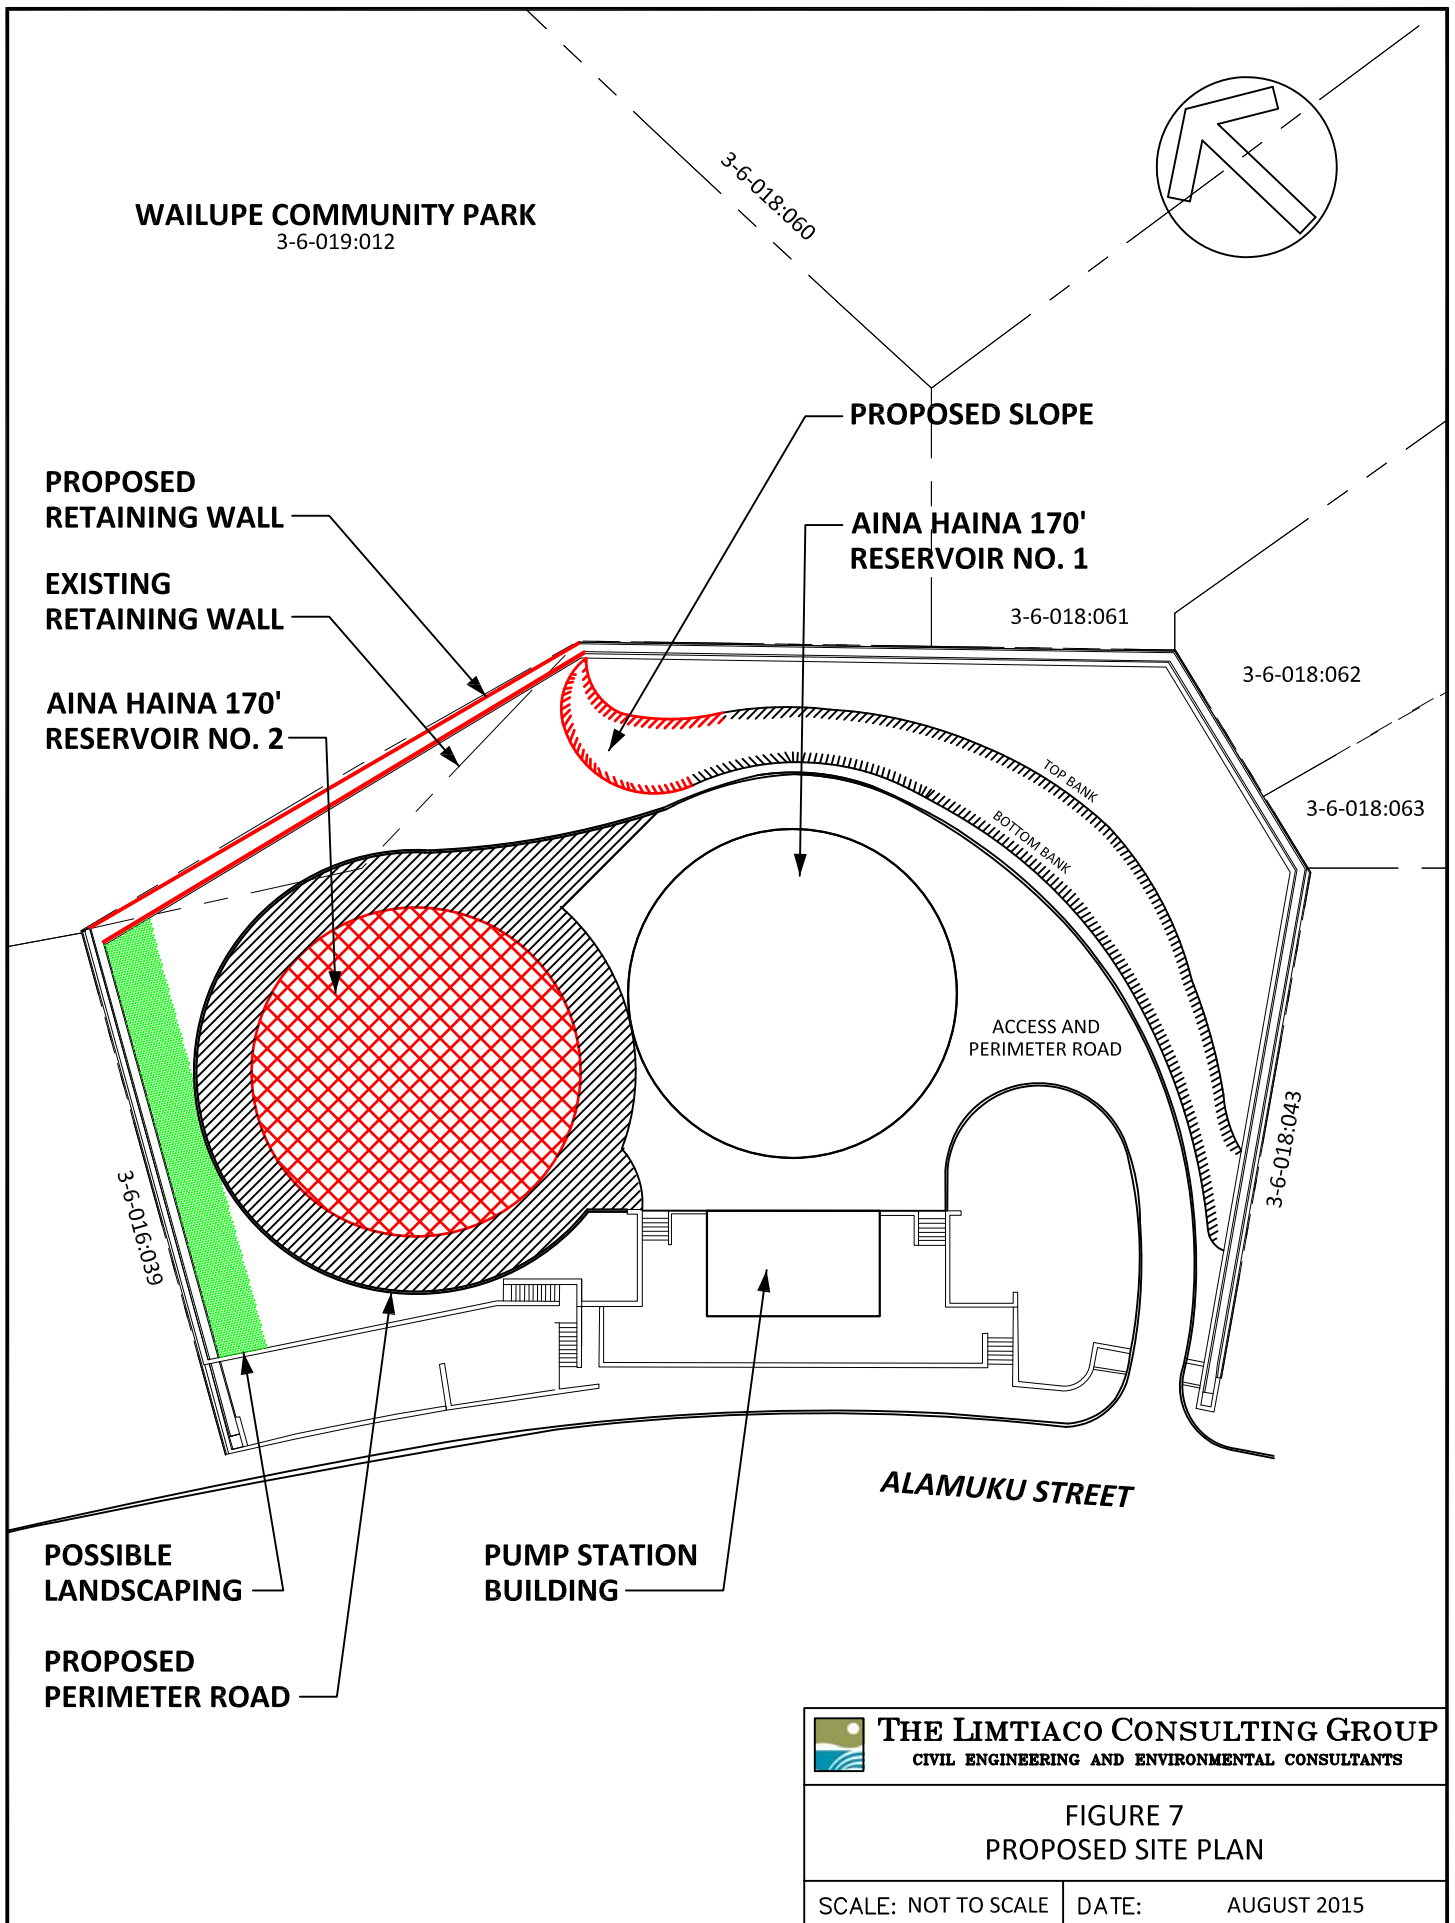 3-6-018:060
WAILUPE COMMUNITY PARK
3-6-019:012
PROPOSED SLOPE
PROPOSED
RETAINING WALL
AINA HAINA 170'
RESERVOIR NO. 1
EXISTING
RETAINING WALL
3-6-018:061
3-6-018:062
AINA HAINA 170'
RESERVOIR NO. 2
TOP BANK
3-6-018:063
BOTTOM BANK
ACCESS AND
PERIMETER ROAD
3-6-018:043
3-6-016:039
ALAMUKU STREET
POSSIBLE
LANDSCAPING
PUMP STATION
BUILDING
PROPOSED
PERIMETER ROAD
THE LIMTIACO CONSULTING GROUP
CIVIL ENGINEERING AND ENVIRONMENTAL CONSULTANTS
FIGURE 7
PROPOSED SITE PLAN
SCALE: NOT TO SCALE
DATE: AUGUST 2015